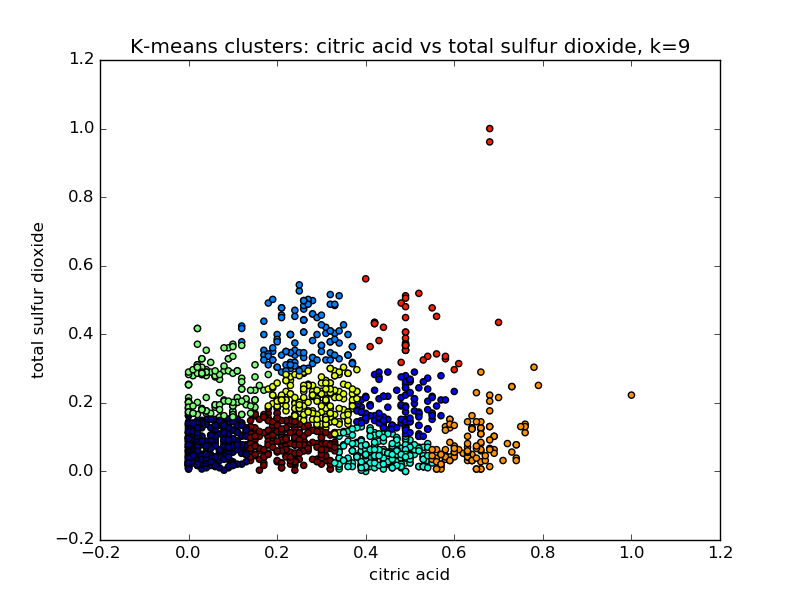 K-means clusters: citric acid vs total sulfur dioxide, k=9
1.2
1.0
0.8
0.6
0.4
0.2
0.0
−0.2
total sulfur dioxide
−0.2 0.0 0.2 0.4 0.6 0.8 1.0 1.2
citric acid